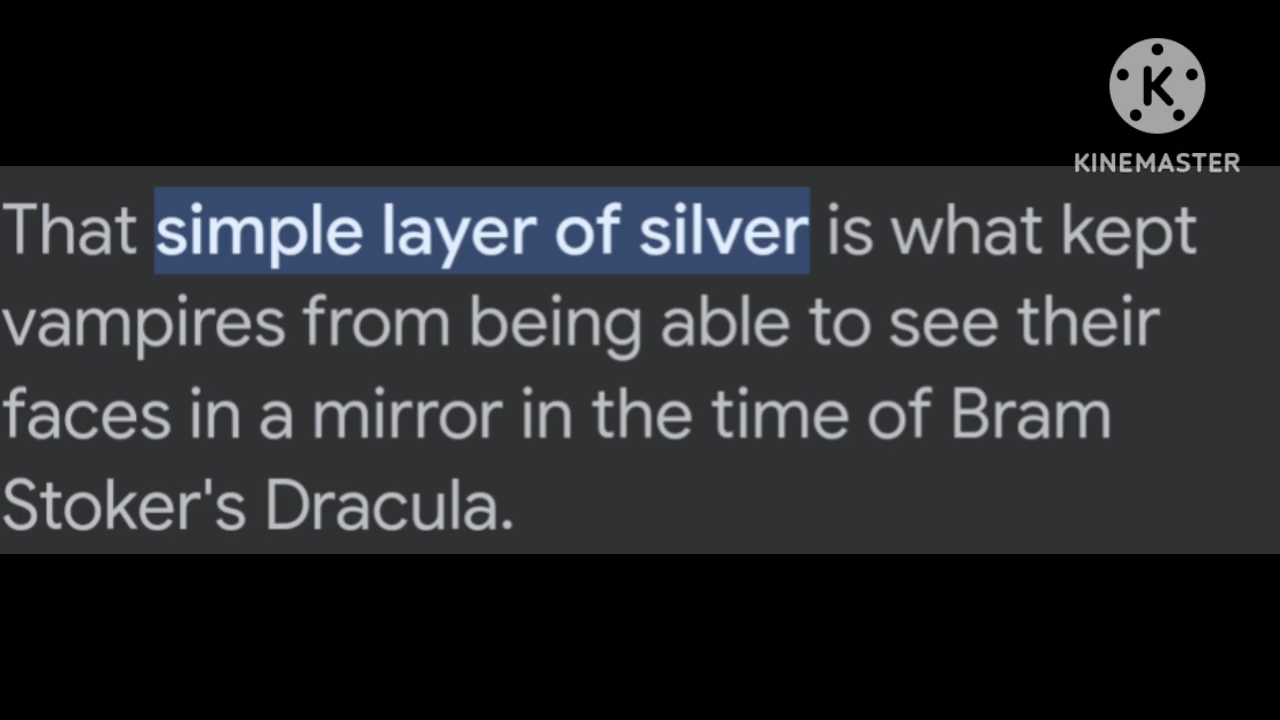 K
KINEMASTER
That simple layer of silver is what kept
vampires from being able to see their
faces in a mirror in the time of Bram
Stoker's Dracula.